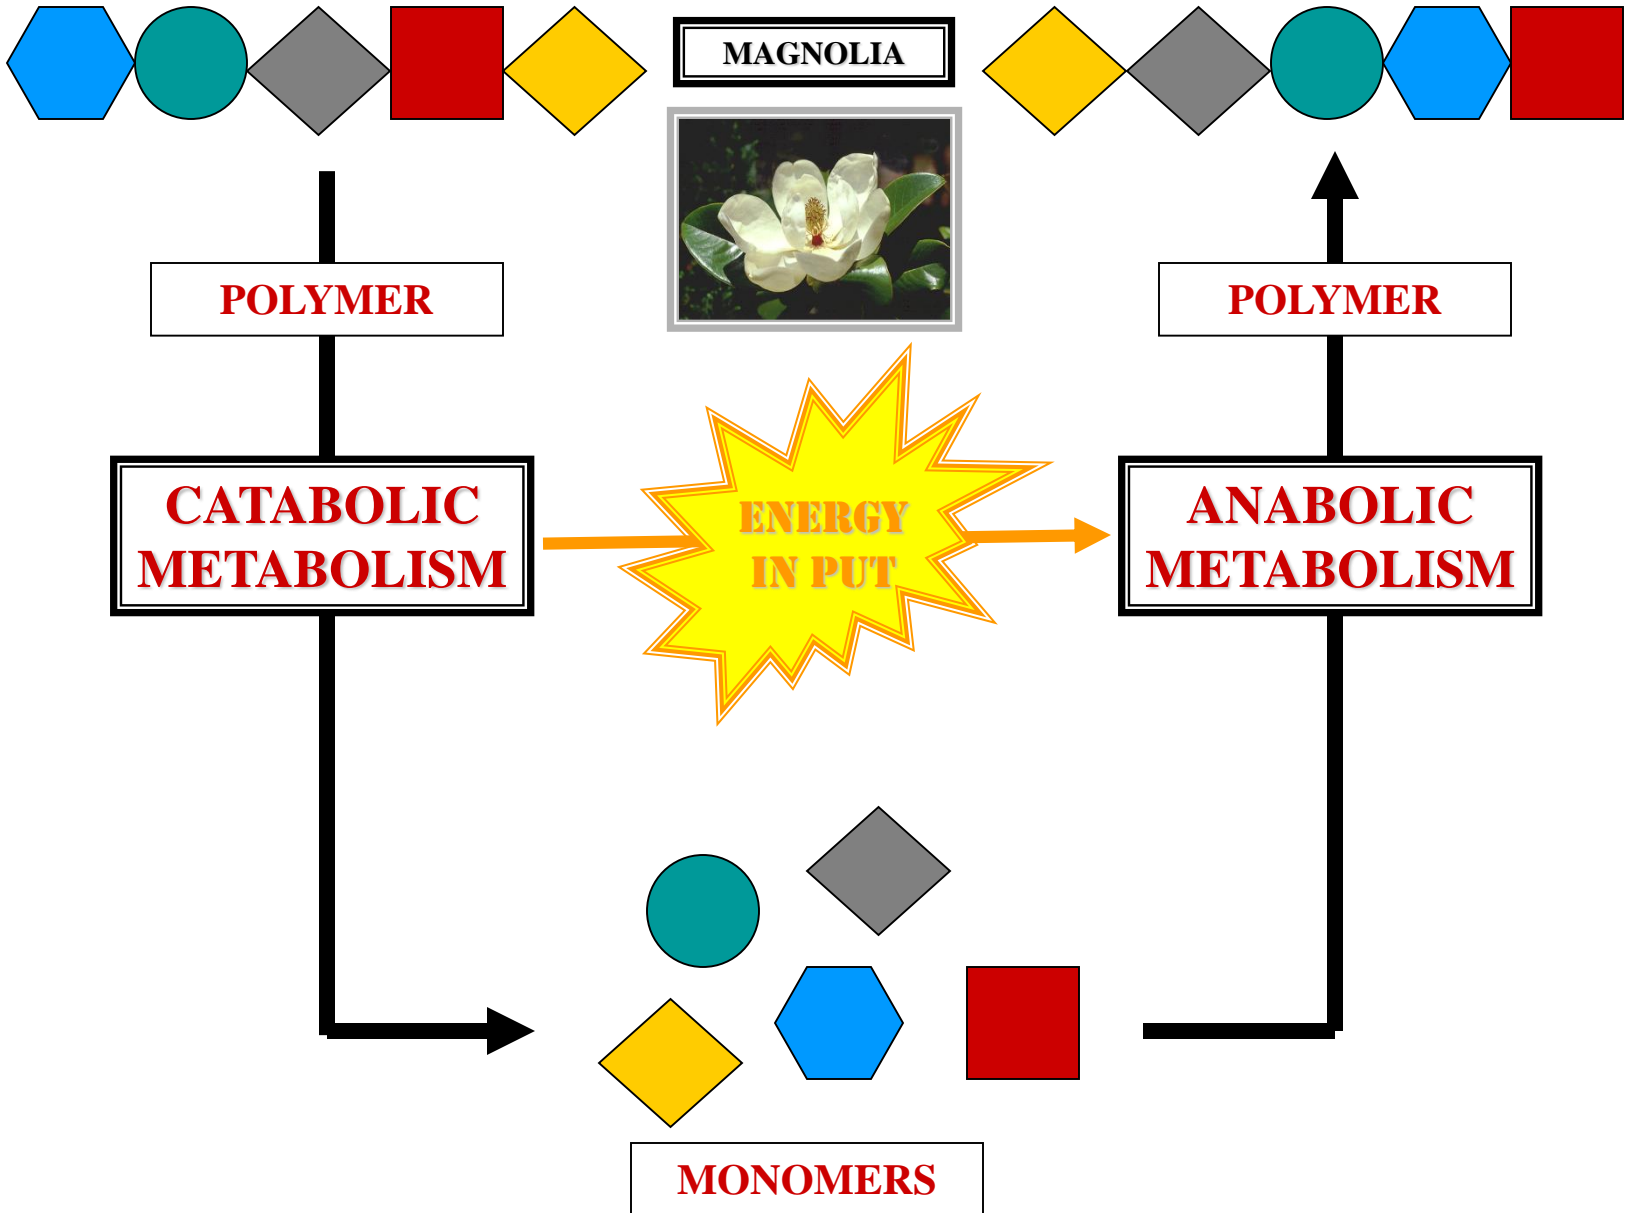 MAGNOLIA
POLYMER
POLYMER
CATABOLIC
METABOLISM
ENERGY
IN PUT
ANABOLIC
METABOLISM
MONOMERS